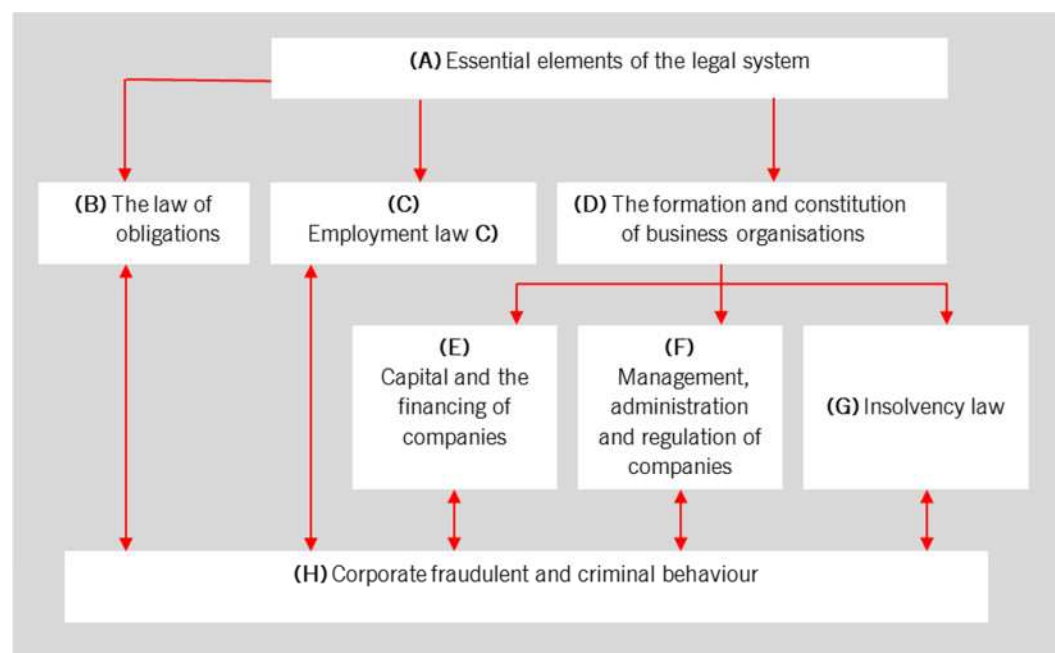 (A) Essential elements of the legal system
(B) The law of
obligations
(C)
Employment law C)
(D) The formation and constitution
of business organisations
(E)
Capital and the
financing of
companies
(F)
Management,
administration
and regulation of
companies
(G) Insolvency law
(H) Corporate fraudulent and criminal behaviour